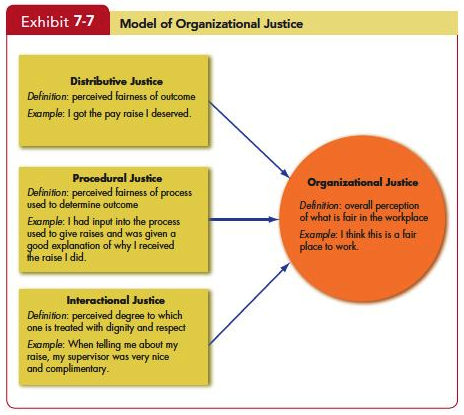 Exhibit 7-7 Model of Organizational Justice
Distributive Justice
Definition: perceived fairness of outcome
Example: I got the pay raise I deserved.
Procedural Justice
Definition: perceived fairness of process
used to determine outcome
Example: I had input into the process
used to give raises and was given a
good explanation of why I received
the raise I did.
Interactional Justice
Definition: perceived degree to which
one is treated with dignity and respect
Example: When telling me about my
raise, my supervisor was very nice
and complimentary.
Organizational Justice
Definition: overall perception
of what is fair in the workplace
Example: I think this is a fair
place to work.